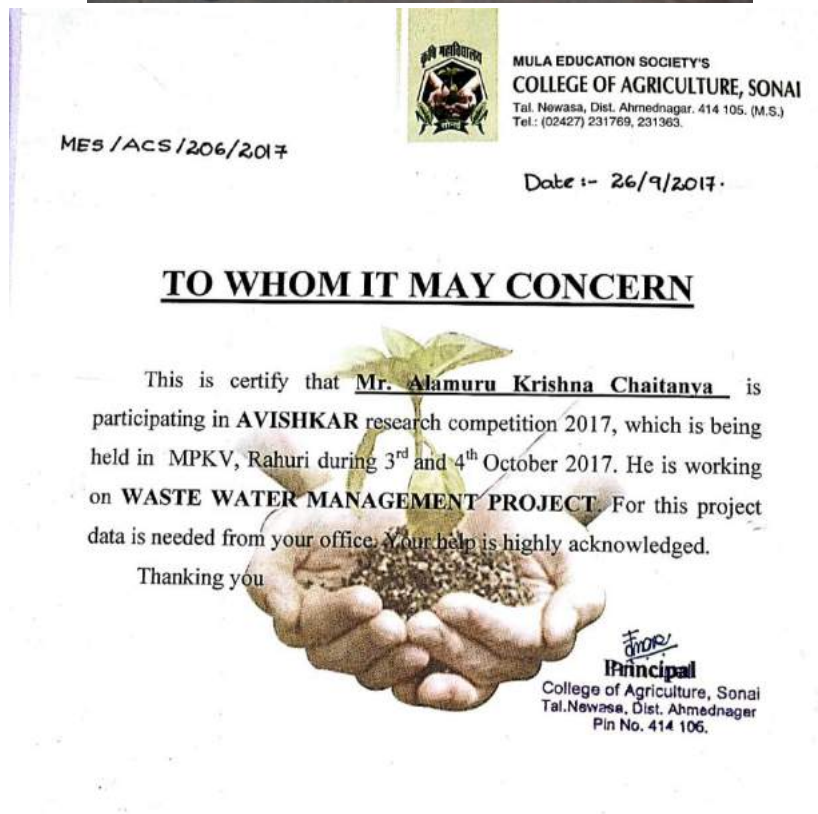 कृषि महाविद्यालय
सोनई
MULA EDUCATION SOCIETY'S
COLLEGE OF AGRICULTURE, SONAI
Tal. Newasa, Dist. Ahmednagar. 414 105. (M.S.)
Tel.: (02427) 231769, 231363.
MES/ACS/206/2017
Date :- 26/9/2017.
TO WHOM IT MAY CONCERN
This is certify that Mr. Alamuru Krishna Chaitanya is
participating in AVISHKAR research competition 2017, which is being
held in MPKV, Rahuri during 3rd and 4th October 2017. He is working
on WASTE WATER MANAGEMENT PROJECT. For this project
data is needed from your office. Your help is highly acknowledged.
Thanking you
Principal
College of Agriculture, Sonai
Tal.Newasa, Dist. Ahmednagar
Pin No. 414 106.